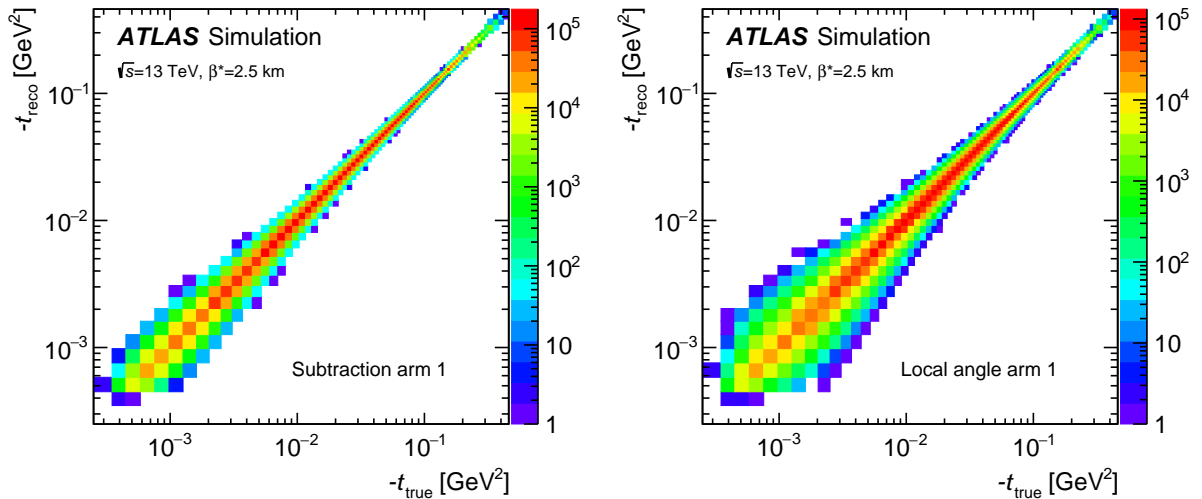 -t_reco [GeV²]
ATLAS Simulation
√s=13 TeV, β*=2.5 km
Subtraction arm 1
10⁻¹
10⁻²
10⁻³
10⁻³ 10⁻² 10⁻¹
-t_true [GeV²]
10⁵
10⁴
10³
10²
10
1
-t_reco [GeV²]
ATLAS Simulation
√s=13 TeV, β*=2.5 km
Local angle arm 1
10⁻¹
10⁻²
10⁻³
10⁻³ 10⁻² 10⁻¹
-t_true [GeV²]
10⁵
10⁴
10³
10²
10
1